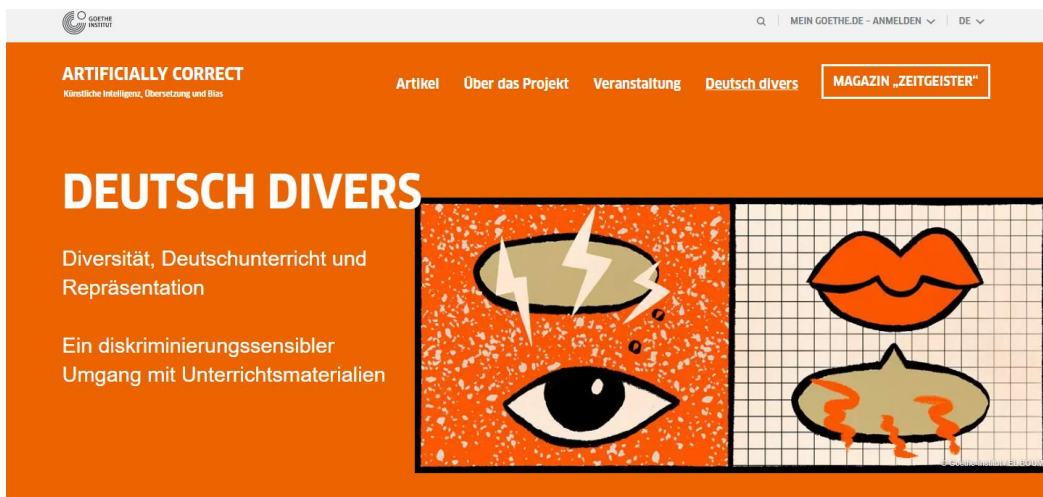 GOETHE
INSTITUT
MEIN GOETHE.DE - ANMELDEN
DE
ARTIFICIALLY CORRECT
Künstliche Intelligenz, Übersetzung und Bias
Artikel
Über das Projekt
Veranstaltung
Deutsch divers
MAGAZIN „ZEITGEISTER“
DEUTSCH DIVERS
Diversität, Deutschunterricht und
Repräsentation
Ein diskriminierungssensibler
Umgang mit Unterrichtsmaterialien
© Goethe-Institut